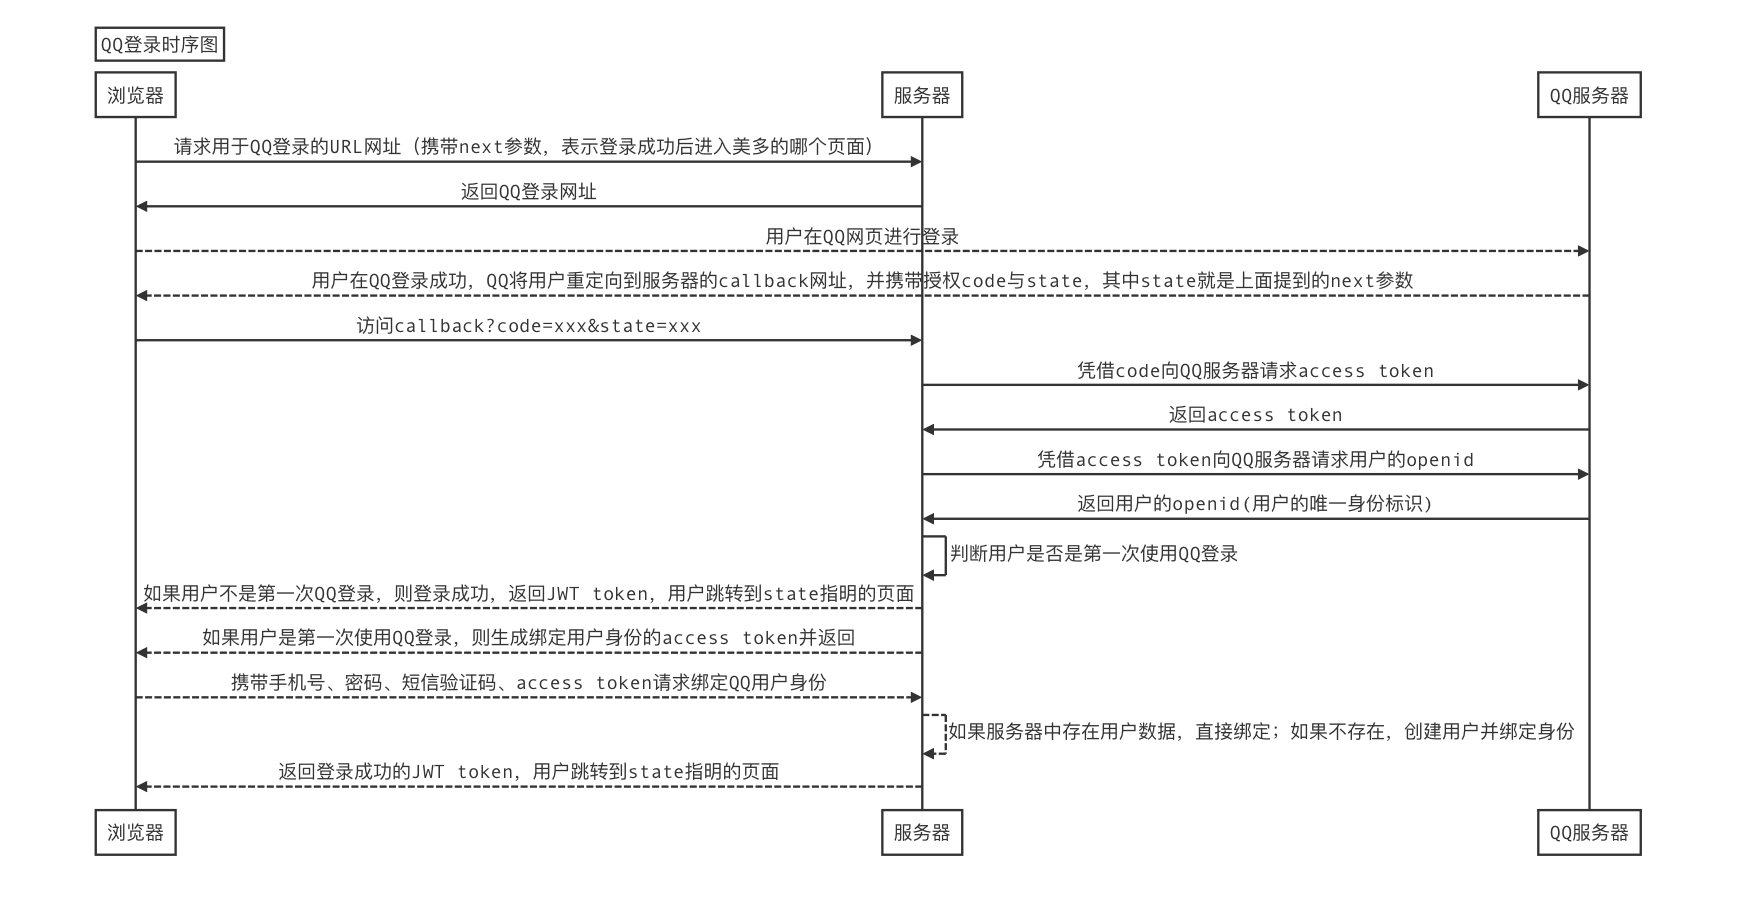 QQ登录时序图
浏览器
服务器
QQ服务器
请求用于QQ登录的URL网址（携带next参数，表示登录成功后进入美多的哪个页面）
返回QQ登录网址
用户在QQ网页进行登录
用户在QQ登录成功，QQ将用户重定向到服务器的callback网址，并携带授权code与state，其中state就是上面提到的next参数
访问callback?code=xxx&state=xxx
凭借code向QQ服务器请求access token
返回access token
凭借access token向QQ服务器请求用户的openid
返回用户的openid(用户的唯一身份标识)
判断用户是否是第一次使用QQ登录
如果用户不是第一次QQ登录，则登录成功，返回JWT token，用户跳转到state指明的页面
如果用户是第一次使用QQ登录，则生成绑定用户身份的access token并返回
携带手机号、密码、短信验证码、access token请求绑定QQ用户身份
如果服务器中存在用户数据，直接绑定；如果不存在，创建用户并绑定身份
返回登录成功的JWT token，用户跳转到state指明的页面
浏览器
服务器
QQ服务器